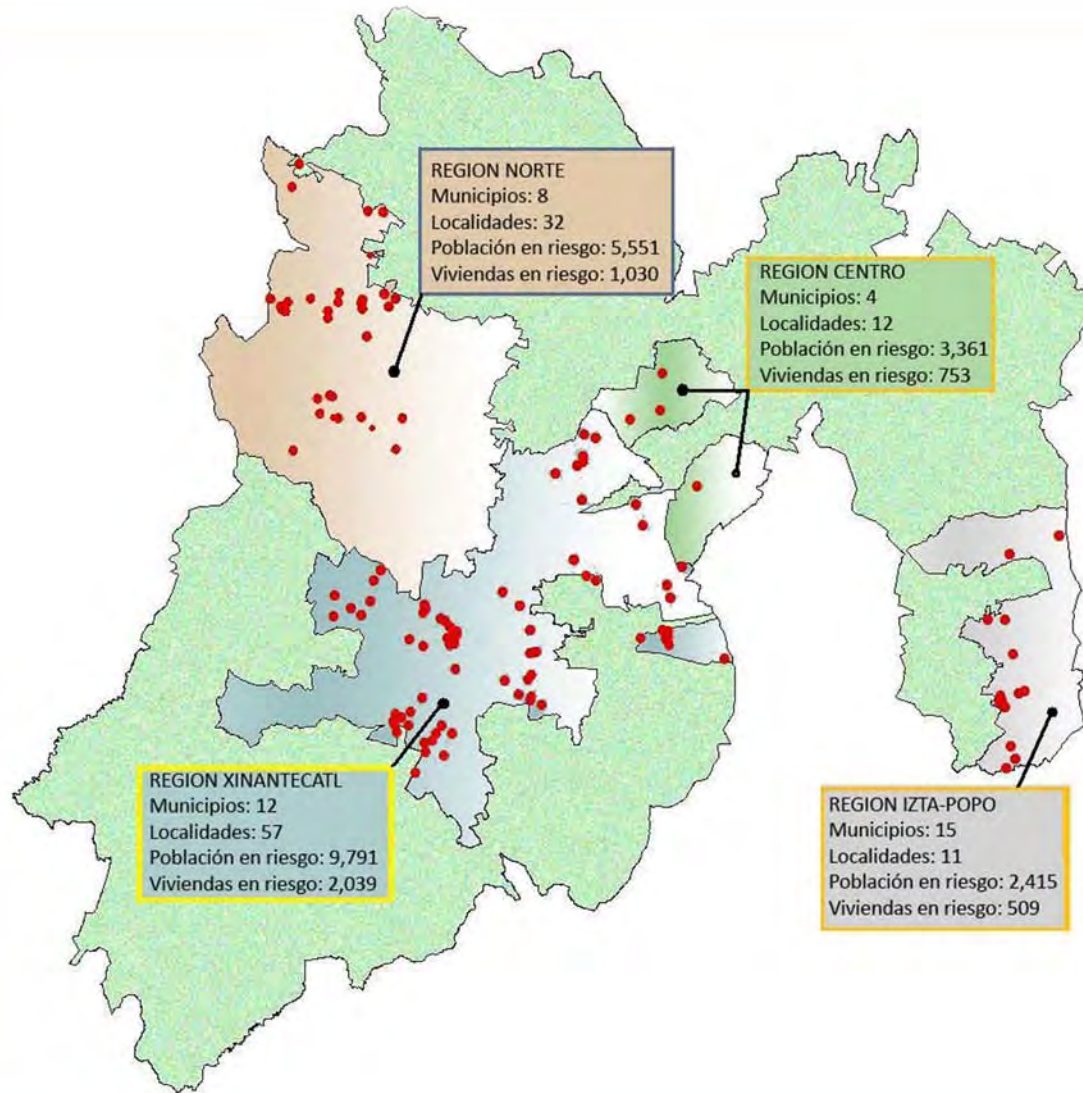 REGION NORTE
Municipios: 8
Localidades: 32
Población en riesgo: 5,551
Viviendas en riesgo: 1,030
REGION CENTRO
Municipios: 4
Localidades: 12
Población en riesgo: 3,361
Viviendas en riesgo: 753
REGION XINANTECATL
Municipios: 12
Localidades: 57
Población en riesgo: 9,791
Viviendas en riesgo: 2,039
REGION IZTA-POPO
Municipios: 15
Localidades: 11
Población en riesgo: 2,415
Viviendas en riesgo: 509